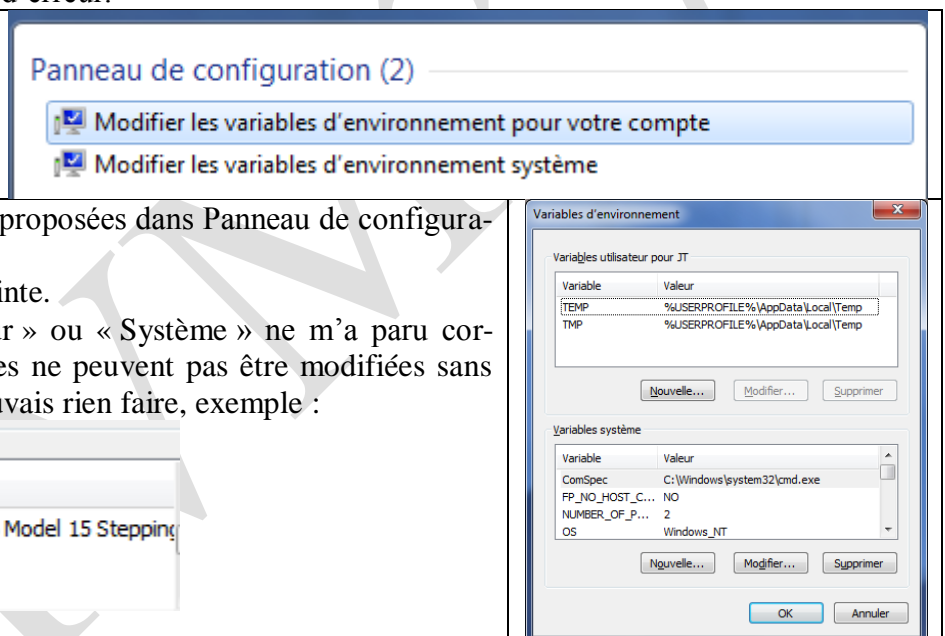 d'erreur.
Panneau de configuration (2)
Modifier les variables d'environnement pour votre compte
Modifier les variables d'environnement système
proposées dans Panneau de configura-
inte.
r » ou « Système » ne m'a paru cor-
es ne peuvent pas être modifiées sans
uvais rien faire, exemple :
Model 15 Stepping
Variables d'environnement
Variables utilisateur pour JT
Variable Valeur
TEMP %USERPROFILE%\AppData\Local\Temp
TMP %USERPROFILE%\AppData\Local\Temp
Nouvelle... Modifier... Supprimer
Variables système
Variable Valeur
ComSpec C:\Windows\system32\cmd.exe
FP_NO_HOST_C... NO
NUMBER_OF_P... 2
OS Windows_NT
Nouvelle... Modifier... Supprimer
OK Annuler